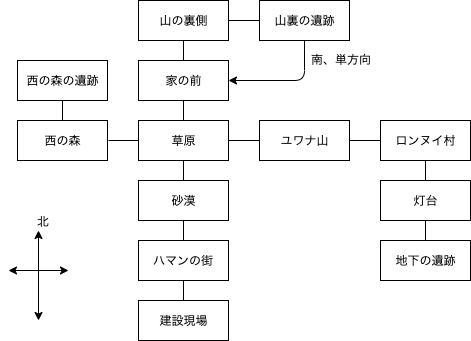 山の裏側
山裏の遺跡
南、単方向
西の森の遺跡
家の前
西の森
草原
ユワナ山
ロンヌイ村
砂漠
灯台
北
ハマンの街
地下の遺跡
建設現場